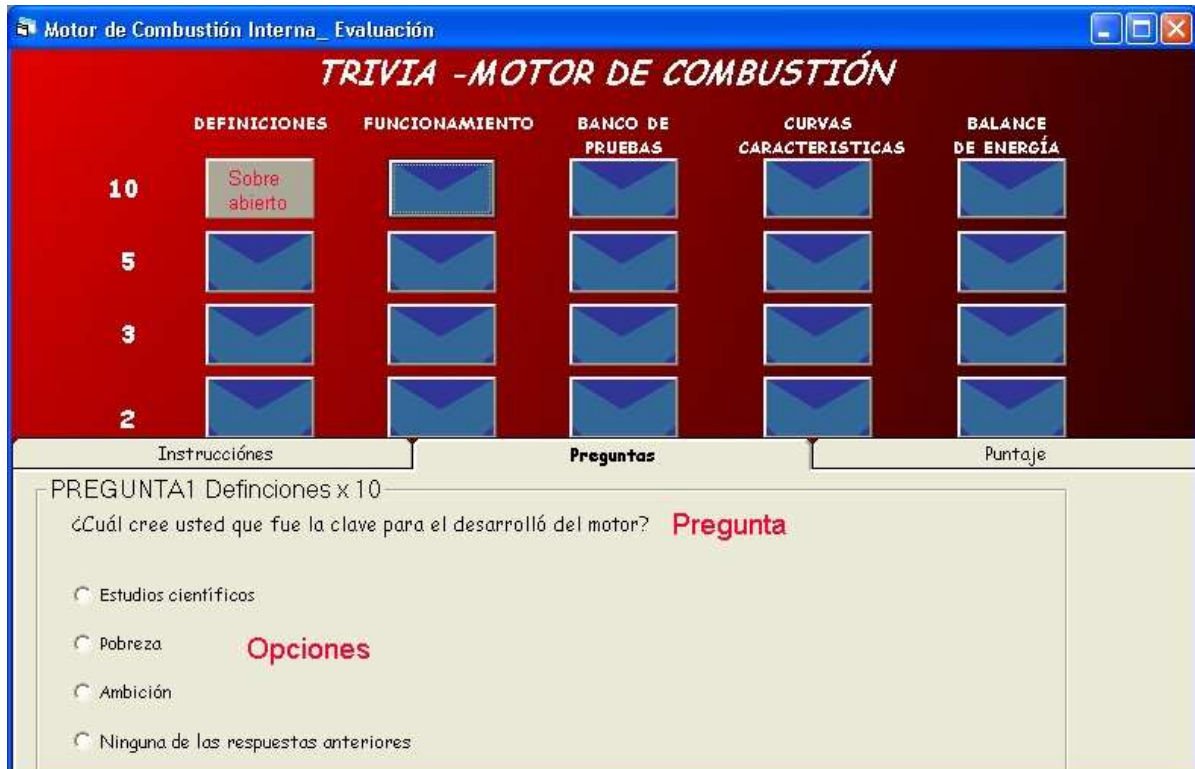 Motor de Combustión Interna_ Evaluación
TRIVIA -MOTOR DE COMBUSTIÓN
DEFINICIONES
FUNCIONAMIENTO
BANCO DE
PRUEBAS
CURVAS
CARACTERISTICAS
BALANCE
DE ENERGÍA
10
Sobre
abierto
5
3
2
Instrucciónes
Preguntas
Puntaje
PREGUNTA1 Definciones x 10
¿Cuál cree usted que fue la clave para el desarrolló del motor?
Pregunta
Estudios científicos
Pobreza
Opciones
Ambición
Ninguna de las respuestas anteriores